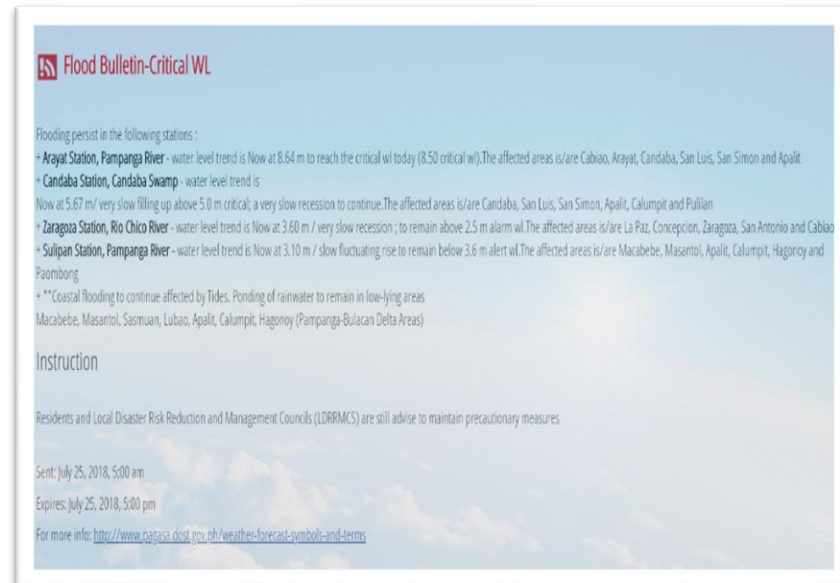 Flood Bulletin-Critical WL
Flooding persist in the following stations :
+ Arayat Station, Pampanga River - water level trend is Now at 8.64 m to reach the critical wl today (8.50 critical wl).The affected areas is/are Cabiao, Arayat, Candaba, San Luis, San Simon and Apalit
+ Candaba Station, Candaba Swamp - water level trend is
Now at 5.67 m/ very slow filling up above 5.0 m critical; a very slow recession to continue.The affected areas is/are Candaba, San Luis, San Simon, Apalit, Calumpit and Pulilan
+ Zaragoza Station, Rio Chico River - water level trend is Now at 3.60 m / very slow recession ; to remain above 2.5 m alarm wl.The affected areas is/are La Paz, Concepcion, Zaragoza, San Antonio and Cabiao
+ Sulipan Station, Pampanga River - water level trend is Now at 3.10 m / slow fluctuating rise to remain below 3.6 m alert wl.The affected areas is/are Macabebe, Masantol, Apalit, Calumpit, Hagonoy and
Paombong
+ **Coastal flooding to continue affected by Tides. Ponding of rainwater to remain in low-lying areas
Macabebe, Masantol, Sasmuan, Lubao, Apalit, Calumpit, Hagonoy (Pampanga-Bulacan Delta Areas)
Instruction
Residents and Local Disaster Risk Reduction and Management Councils (LDRRMCS) are still advise to maintain precautionary measures
Sent: July 25, 2018, 5:00 am
Expires: July 25, 2018, 5:00 pm
For more info: http://www.pagasa.dost.gov.ph/weather-forecast-symbols-and-terms